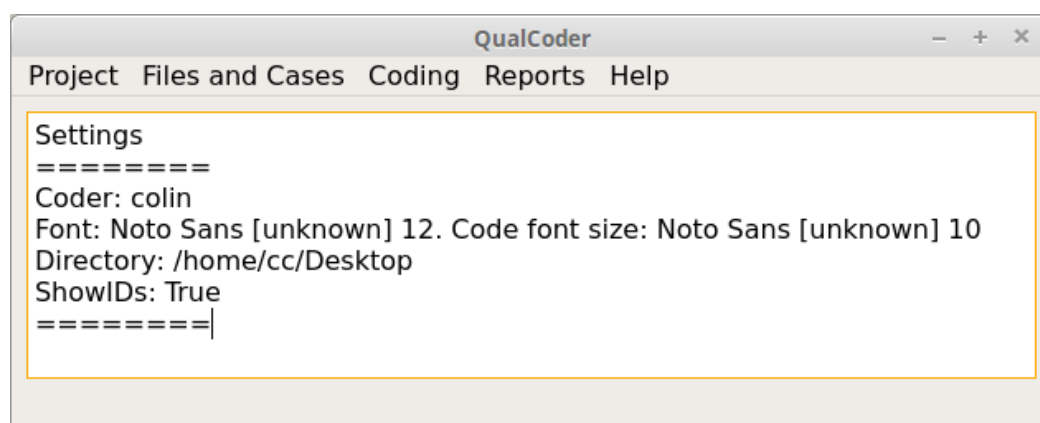 QualCoder
Project Files and Cases Coding Reports Help
Settings
========
Coder: colin
Font: Noto Sans [unknown] 12. Code font size: Noto Sans [unknown] 10
Directory: /home/cc/Desktop
ShowIDs: True
========